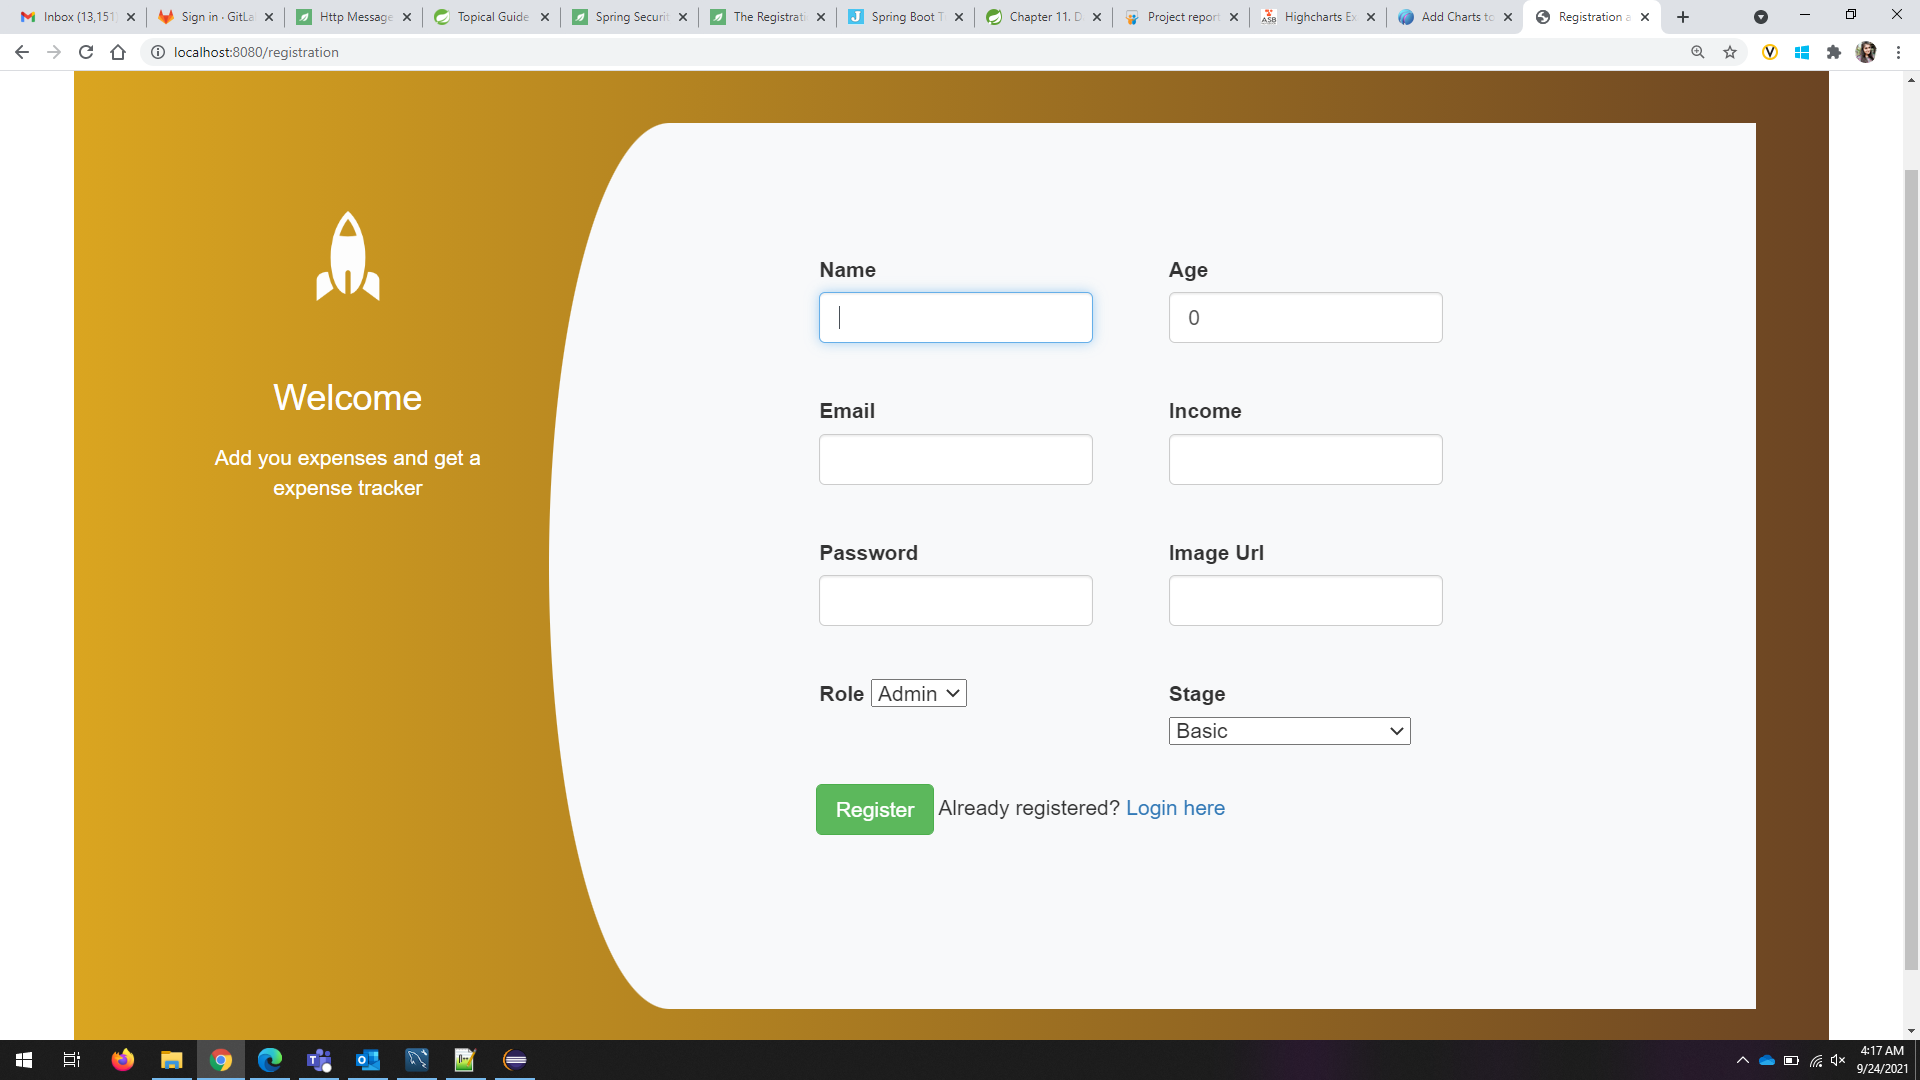 Inbox (13,151
Sign in · GitLa
Http Message
Topical Guide
Spring Securit
The Registrati
Spring Boot T
Chapter 11. D
Project report
Highcharts Ex
Add Charts to
Registration a
localhost:8080/registration
Welcome
Add you expenses and get a
expense tracker
Name
Age
0
Email
Income
Password
Image Url
Role Admin
Stage
Basic
Register Already registered? Login here
4:17 AM
9/24/2021